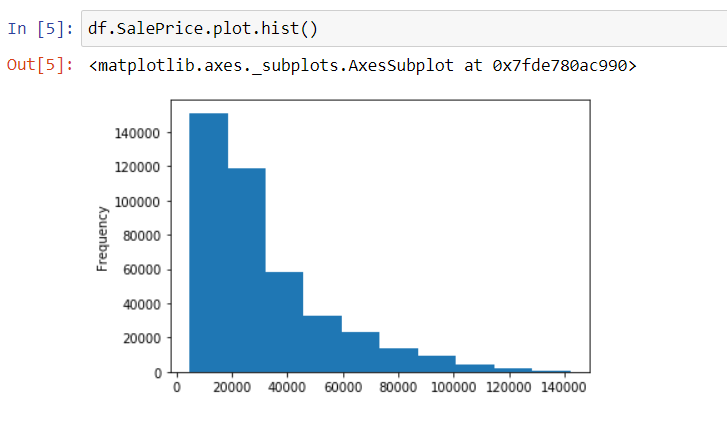 In [5]: df.SalePrice.plot.hist()
Out[5]: <matplotlib.axes._subplots.AxesSubplot at 0x7fde780ac990>
140000
120000
100000
80000
60000
40000
20000
0
Frequency
0 20000 40000 60000 80000 100000 120000 140000